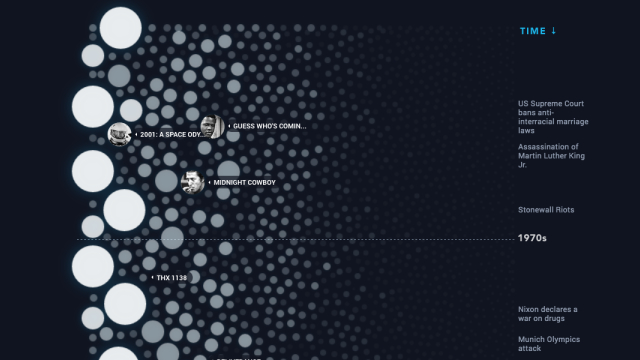 TIME ↓
US Supreme Court
bans anti-
interracial marriage
laws
GUESS WHO'S COMIN...
2001: A SPACE ODY...
Assassination of
Martin Luther King
Jr.
MIDNIGHT COWBOY
Stonewall Riots
1970s
THX 1138
Nixon declares a
war on drugs
Munich Olympics
attack